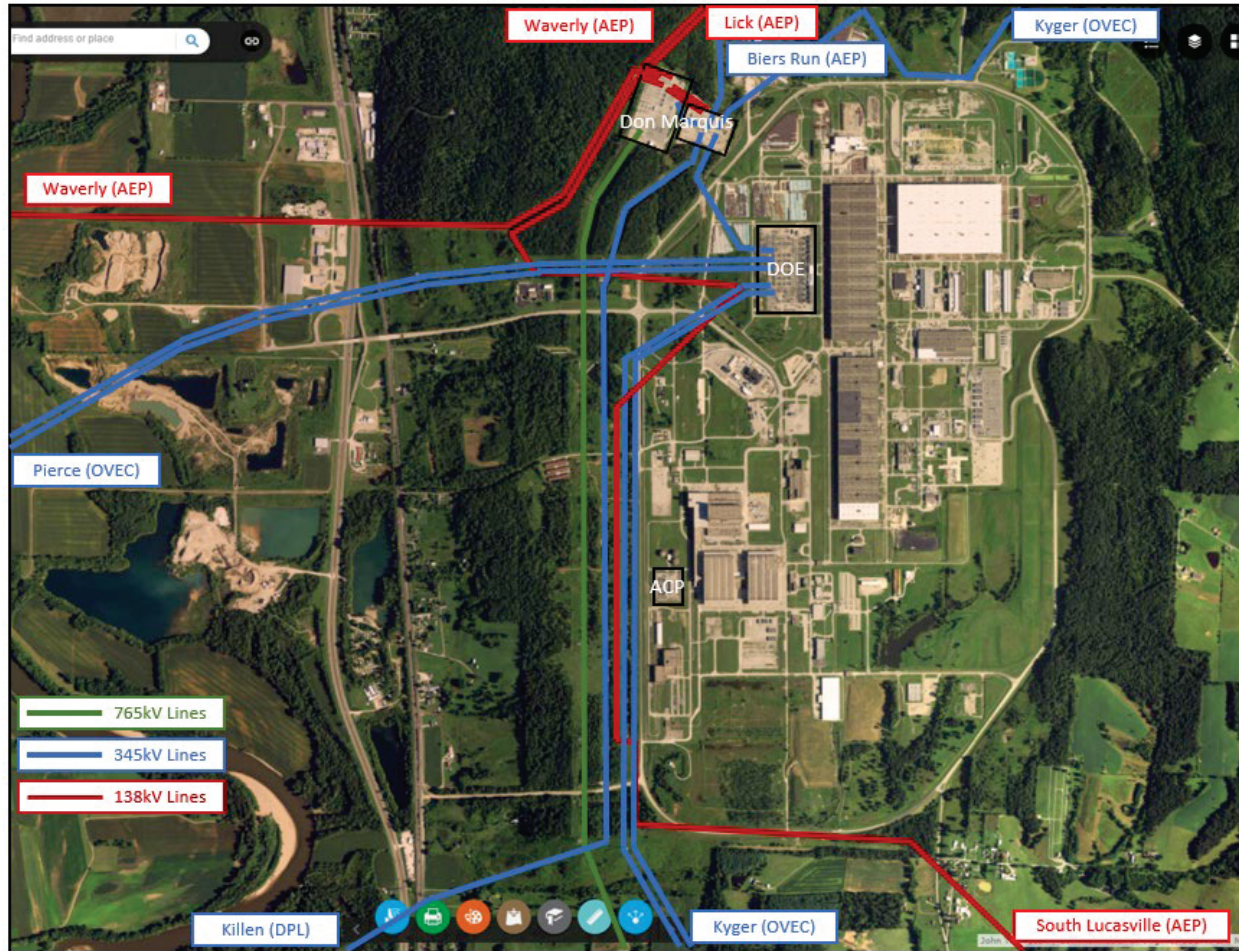 Find address or place
Waverly (AEP)
Lick (AEP)
Kyger (OVEC)
Biers Run (AEP)
Don Marquis
Waverly (AEP)
DOE
Pierce (OVEC)
ACP
765kV Lines
345kV Lines
138kV Lines
Killen (DPL)
Kyger (OVEC)
South Lucasville (AEP)
John